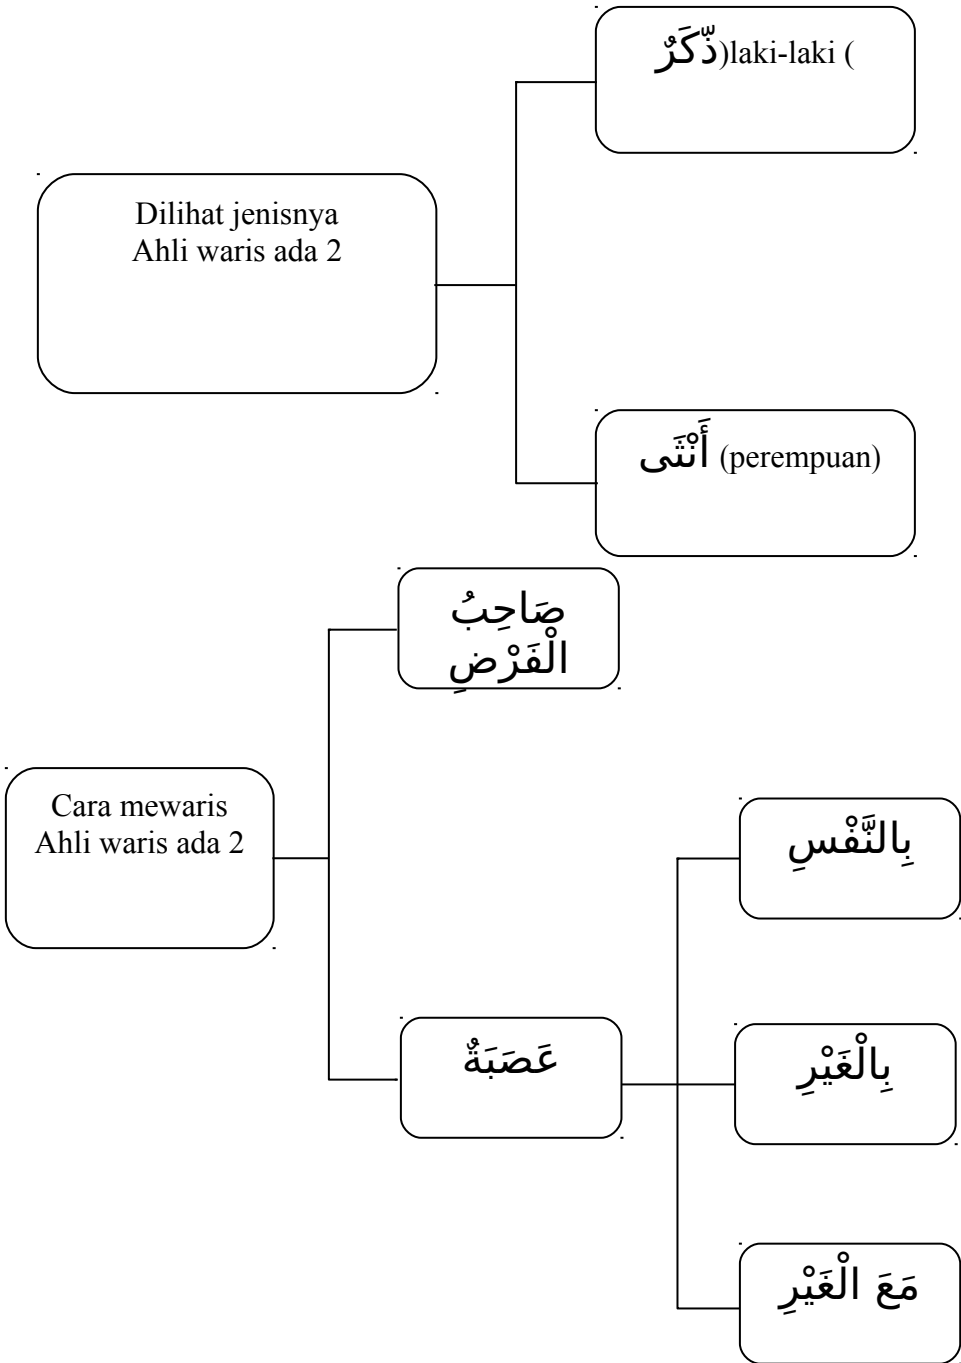 ذّكَرٌ)laki-laki (
Dilihat jenisnya
Ahli waris ada 2
أَنْثَى (perempuan)
صَاحِبُ
الْفَرْضِ
Cara mewaris
Ahli waris ada 2
بِالنَّفْسِ
عَصَبَةٌ
بِالْغَيْرِ
مَعَ الْغَيْرِ